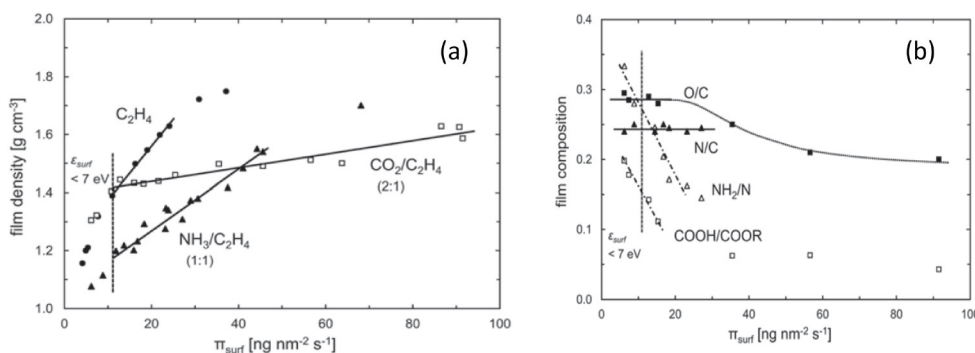 (a)
2.0
1.8
1.6
1.4
1.2
1.0
film density [g cm⁻³]
C₂H₄
ε_surf
< 7 eV
CO₂/C₂H₄
(2:1)
NH₃/C₂H₄
(1:1)
0 20 40 60 80 100
π_surf [ng nm⁻² s⁻¹]
(b)
0.4
0.3
0.2
0.1
0.0
film composition
O/C
N/C
NH₂/N
COOH/COOR
ε_surf
< 7 eV
0 20 40 60 80 100
π_surf [ng nm⁻² s⁻¹]